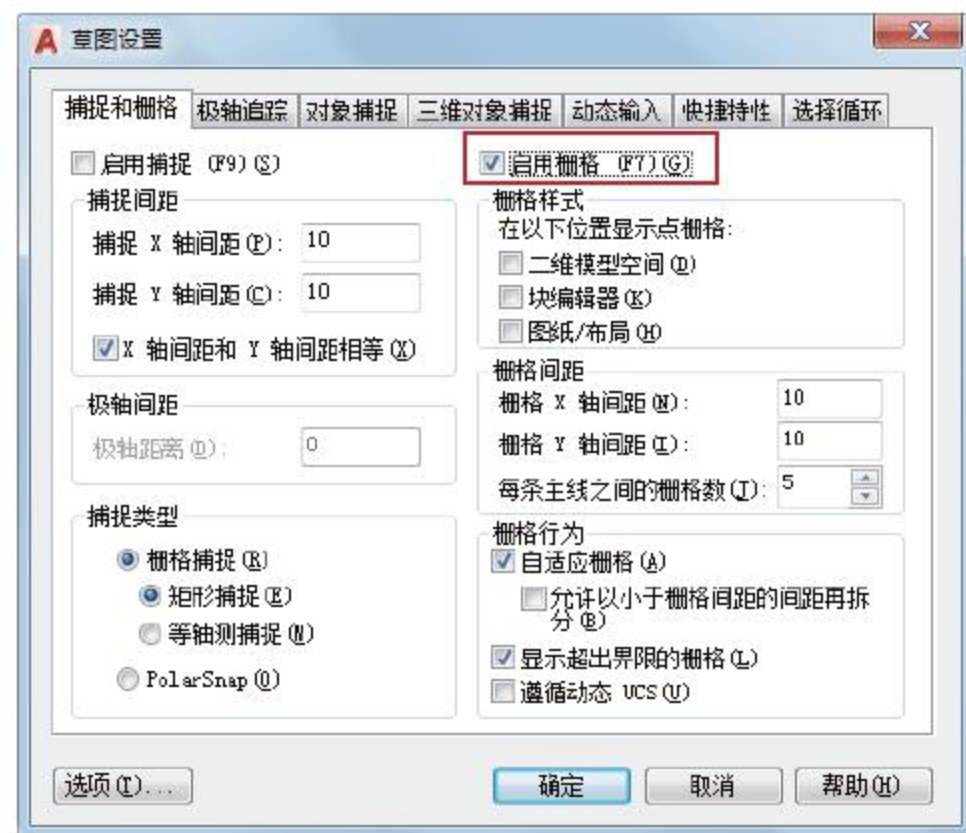 草图设置
捕捉和栅格 极轴追踪 对象捕捉 三维对象捕捉 动态输入 快捷特性 选择循环
启用捕捉 (F9)(S)
捕捉间距
捕捉 X 轴间距(P): 10
捕捉 Y 轴间距(C): 10
X 轴间距和 Y 轴间距相等(X)
极轴间距
极轴距离(D): 0
捕捉类型
栅格捕捉(R)
矩形捕捉(E)
等轴测捕捉(M)
PolarSnap(O)
启用栅格 (F7)(G)
栅格样式
在以下位置显示点栅格:
二维模型空间(D)
块编辑器(K)
图纸/布局(H)
栅格间距
栅格 X 轴间距(N): 10
栅格 Y 轴间距(I): 10
每条主线之间的栅格数(J): 5
栅格行为
自适应栅格(A)
允许以小于栅格间距的间距再拆
分(B)
显示超出界限的栅格(L)
遵循动态 UCS(U)
选项(T)... 确定 取消 帮助(H)